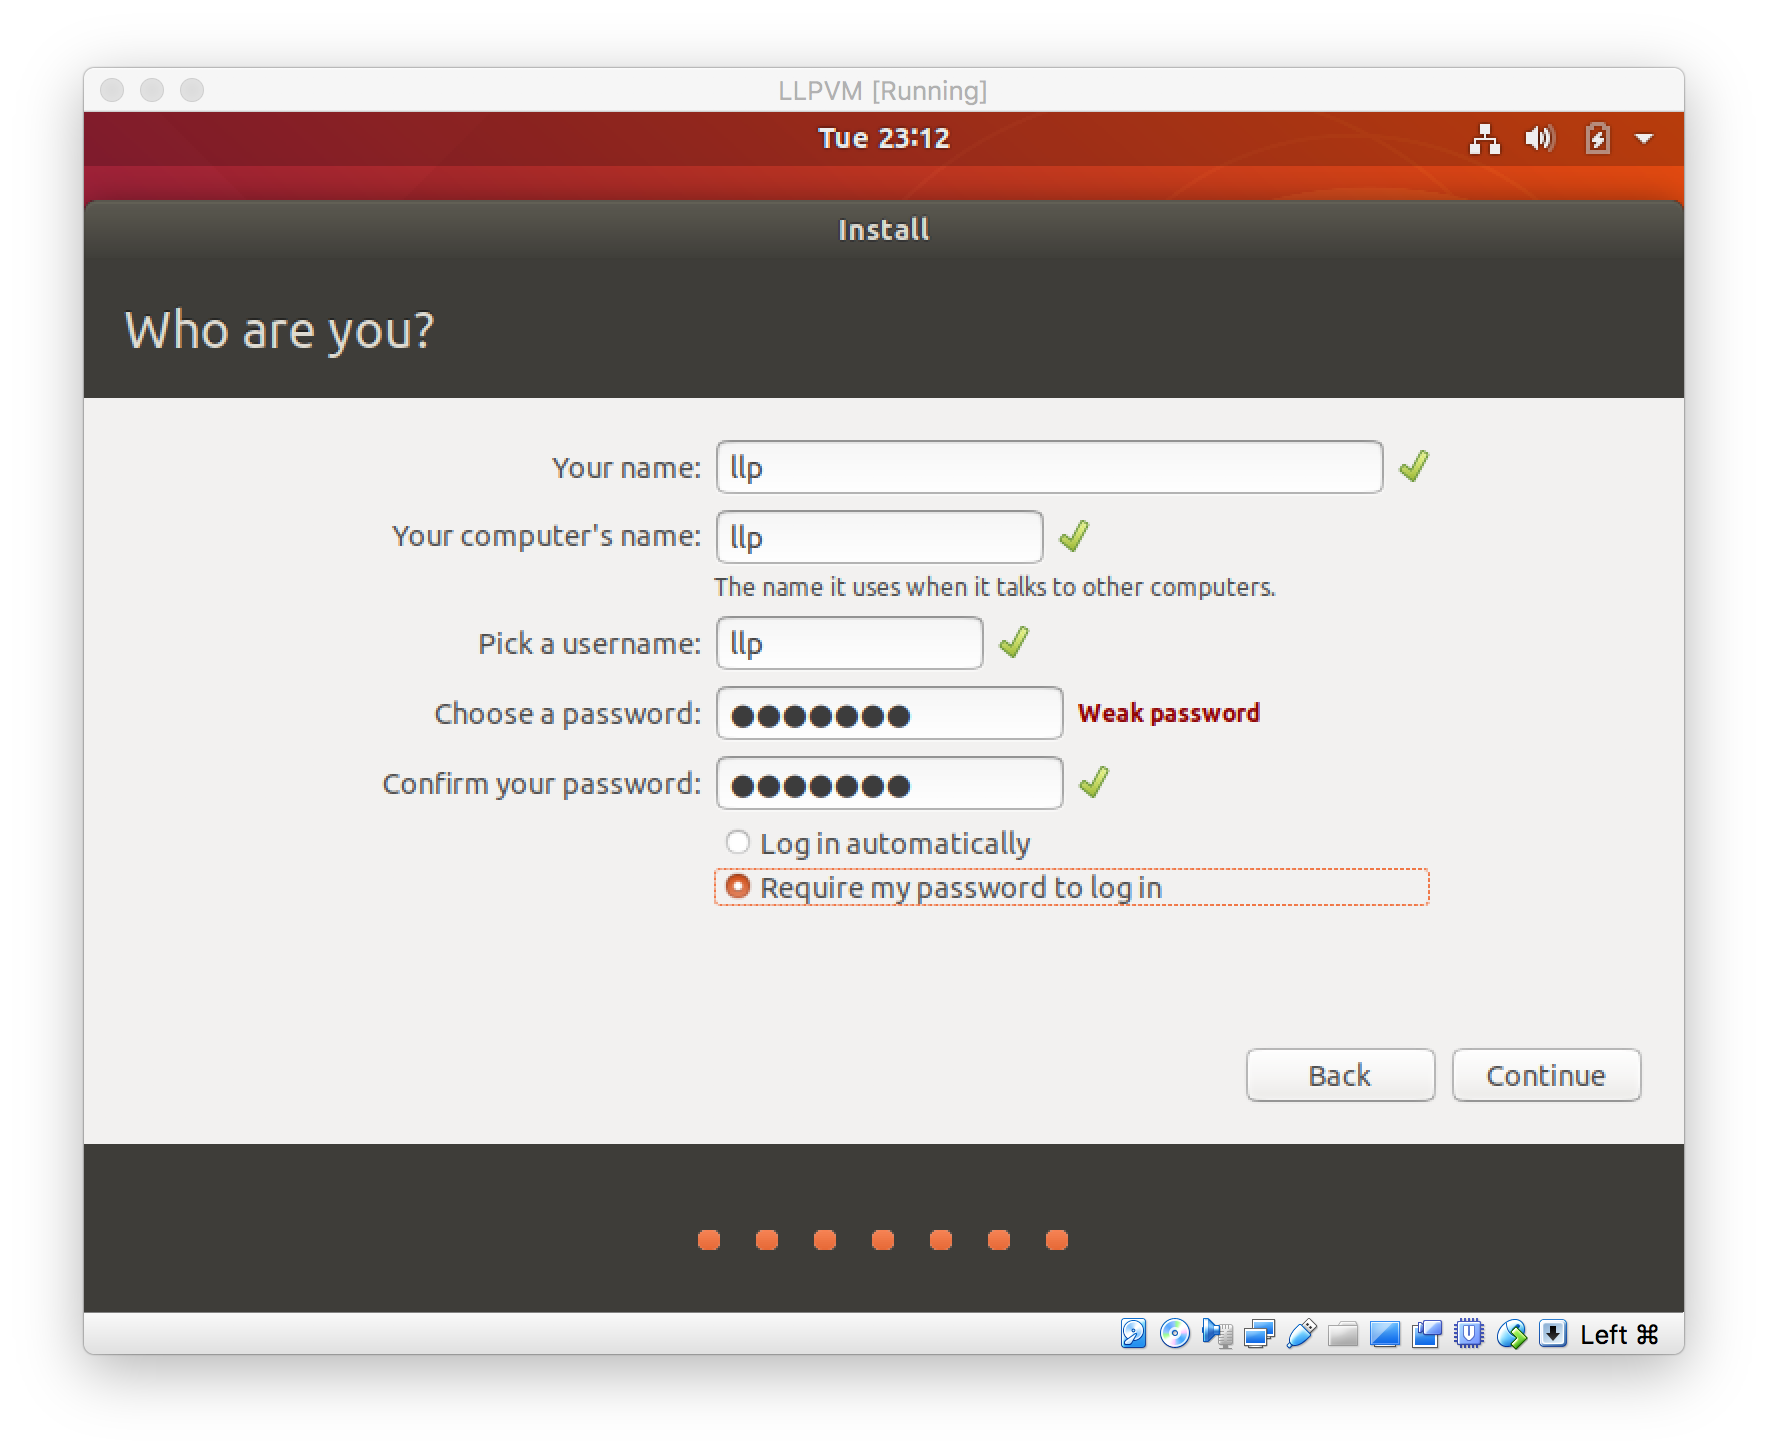 LLPVM [Running]
Tue 23:12
Install
Who are you?
Your name: llp
Your computer's name: llp
The name it uses when it talks to other computers.
Pick a username: llp
Choose a password: ●●●●●●● Weak password
Confirm your password: ●●●●●●●
Log in automatically
Require my password to log in
Back Continue
Left ⌘